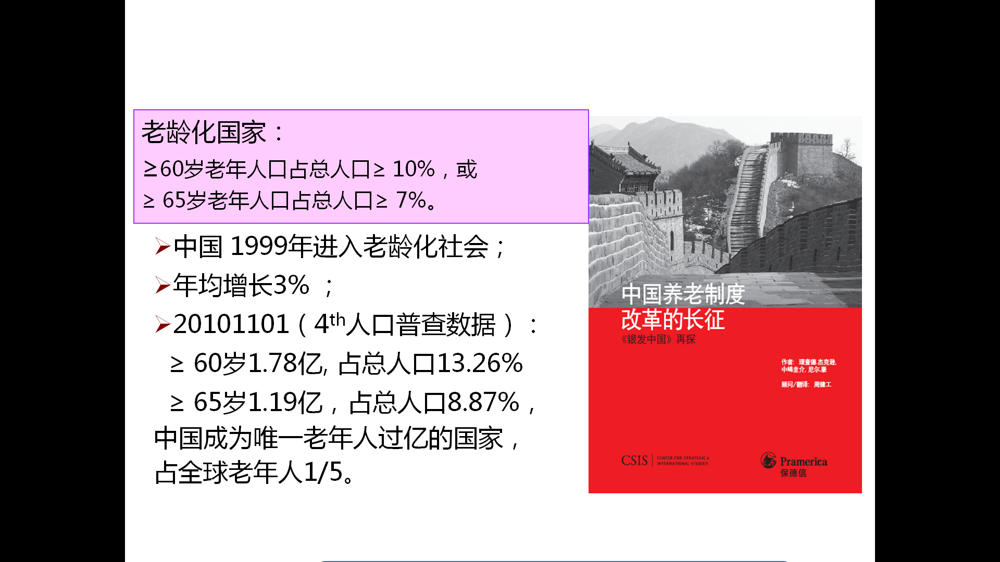 老龄化国家：
≥60岁老年人口占总人口≥ 10%，或
≥ 65岁老年人口占总人口≥ 7%。
中国 1999年进入老龄化社会；
年均增长3% ；
20101101（4th人口普查数据）：
≥ 60岁1.78亿, 占总人口13.26%
≥ 65岁1.19亿，占总人口8.87%，
中国成为唯一老年人过亿的国家，
占全球老年人1/5。
中国养老制度
改革的长征
《银发中国》再探
作者: 理查德.杰克逊,
中嶋圭介, 尼尔.豪
顾问/翻译: 周健工
CSIS | CENTER FOR STRATEGIC &
INTERNATIONAL STUDIES
Pramerica
保德信